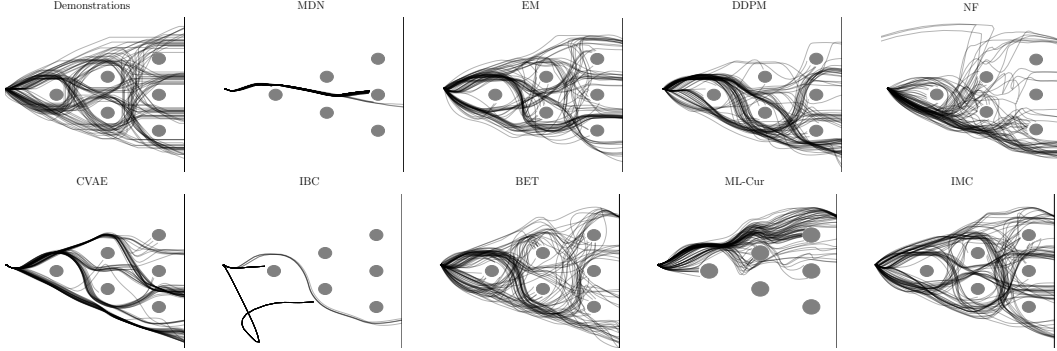 Demonstrations
MDN
EM
DDPM
NF
CVAE
IBC
BET
ML-Cur
IMC